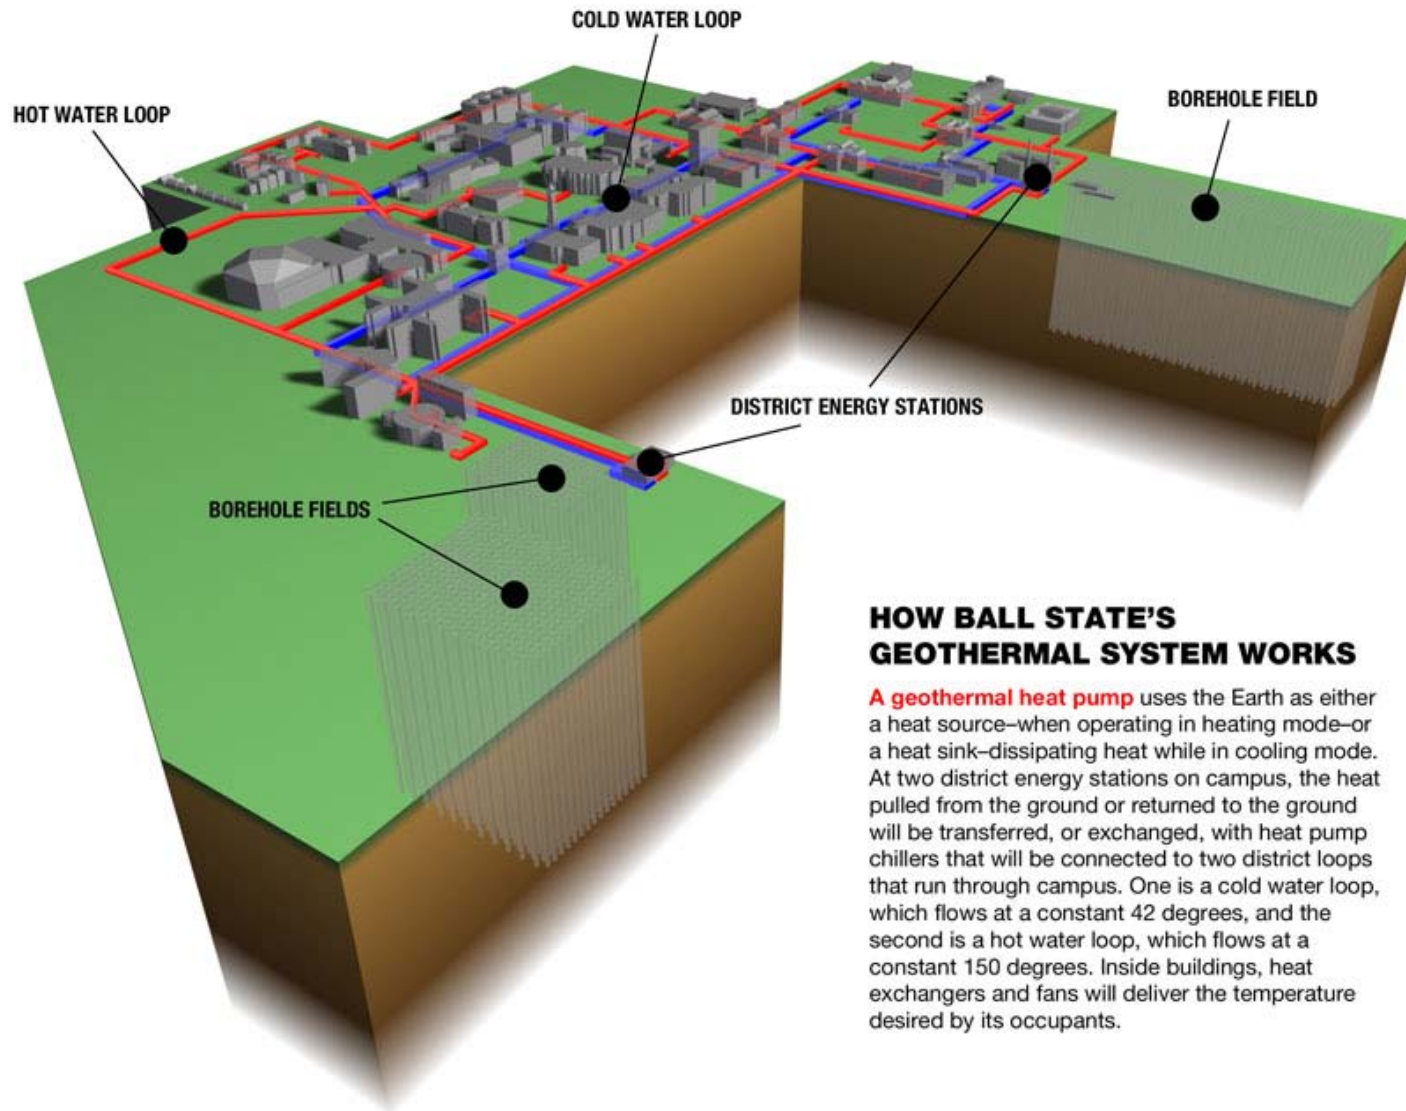 COLD WATER LOOP
HOT WATER LOOP
BOREHOLE FIELD
DISTRICT ENERGY STATIONS
BOREHOLE FIELDS
HOW BALL STATE'S
GEOTHERMAL SYSTEM WORKS
A geothermal heat pump uses the Earth as either
a heat source–when operating in heating mode–or
a heat sink–dissipating heat while in cooling mode.
At two district energy stations on campus, the heat
pulled from the ground or returned to the ground
will be transferred, or exchanged, with heat pump
chillers that will be connected to two district loops
that run through campus. One is a cold water loop,
which flows at a constant 42 degrees, and the
second is a hot water loop, which flows at a
constant 150 degrees. Inside buildings, heat
exchangers and fans will deliver the temperature
desired by its occupants.